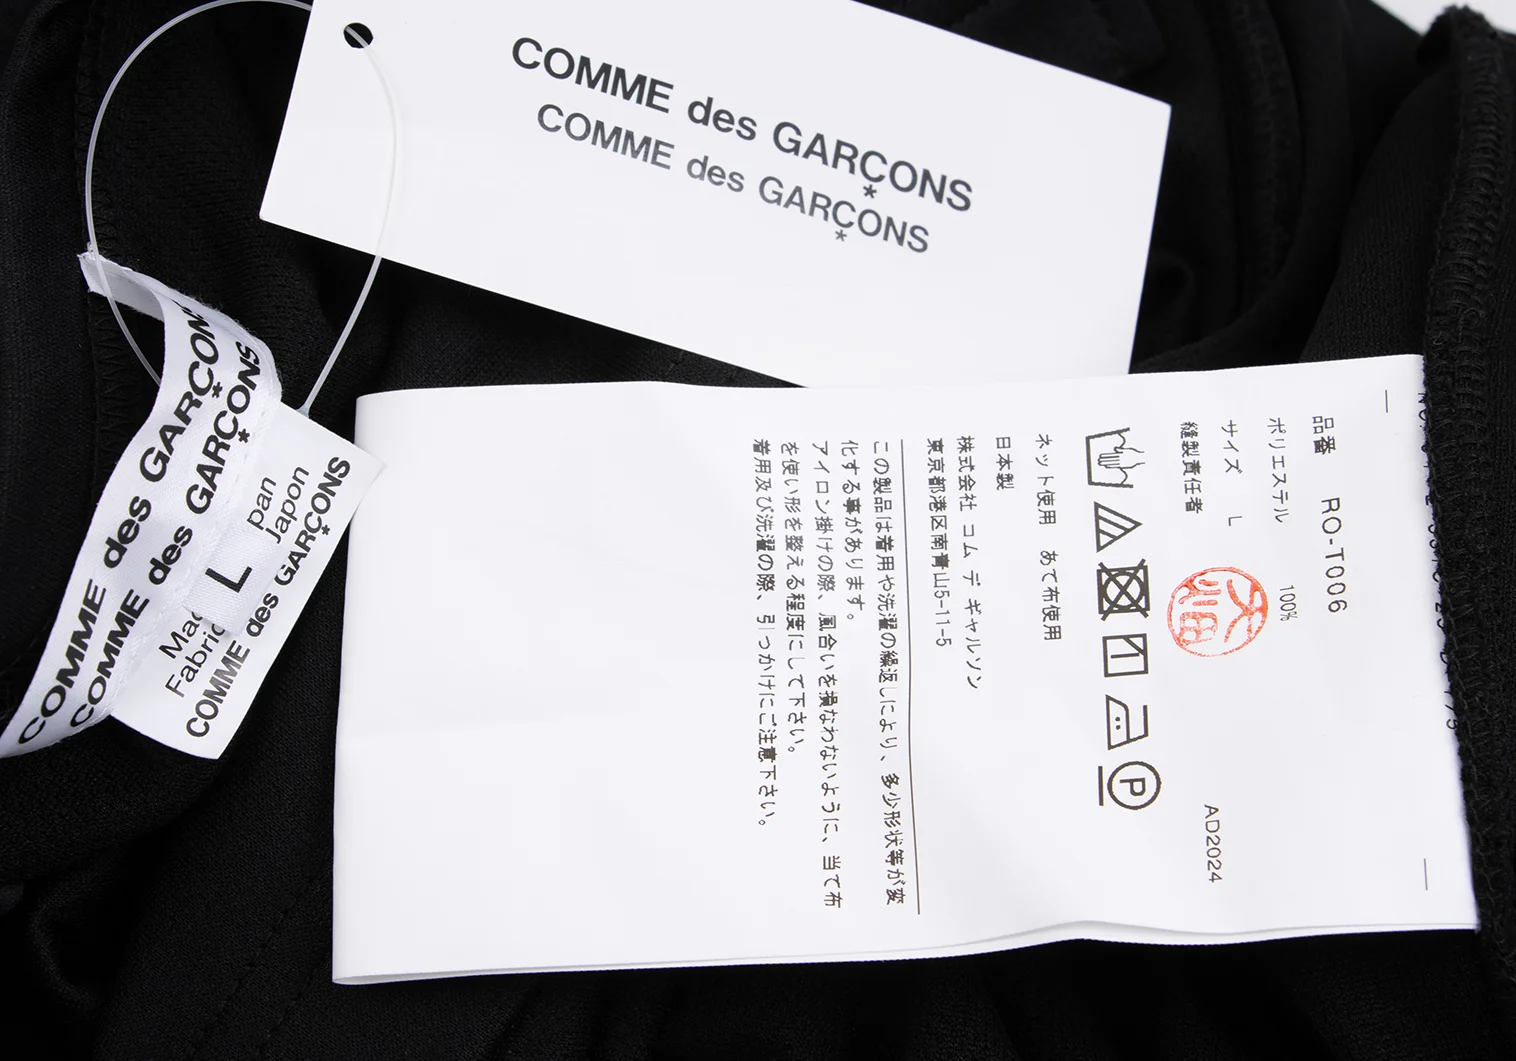 COMME des GARÇONS
COMME des GARÇONS
COMME des GARÇONS
COMME des GARÇONS
L
pan
Japon
Fabri
COMME des GARÇONS
品番 RO-T006
ポリエステル 100%
サイズ L
縫製責任者
AD2024
P
ネット使用 あて布使用
日本製
株式会社 コム デ ギャルソン
東京都港区南青山5-11-5
この製品は着用や洗濯の繰返しにより、多少形状等が変
化する事があります。
アイロン掛けの際、風合いを損なわないように、当て布
を使い形を整える程度にして下さい。
着用及び洗濯の際、引っかけにご注意下さい。